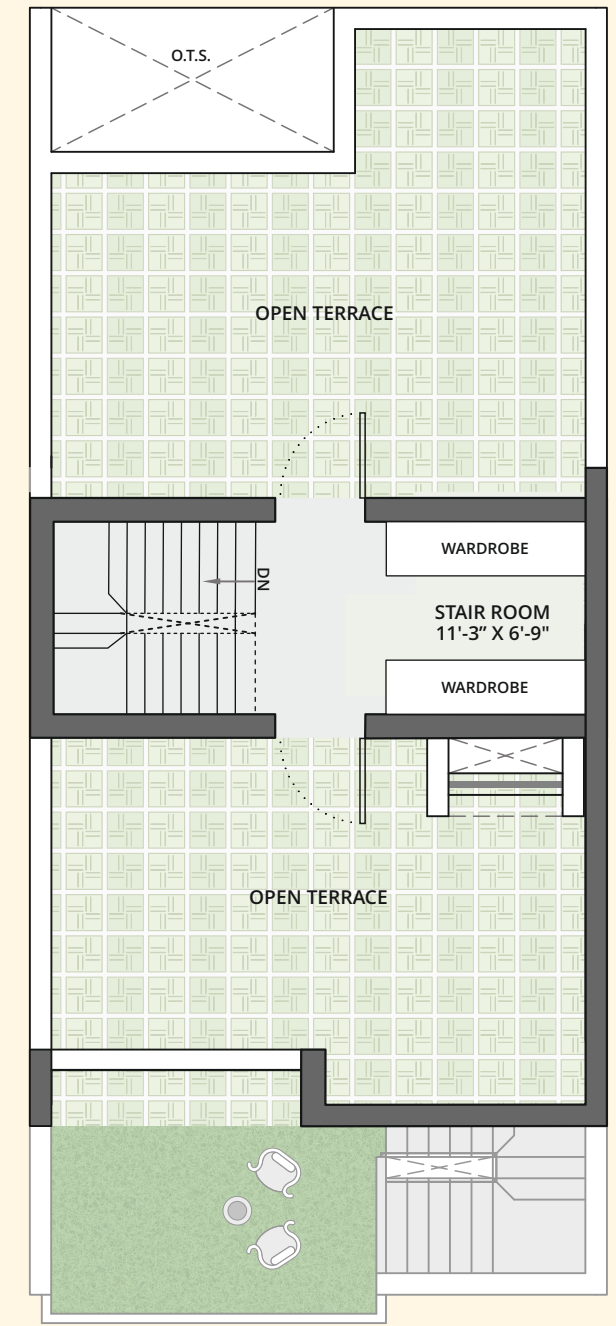 O.T.S.
OPEN TERRACE
DN
WARDROBE
STAIR ROOM
11'-3” X 6'-9"
WARDROBE
OPEN TERRACE